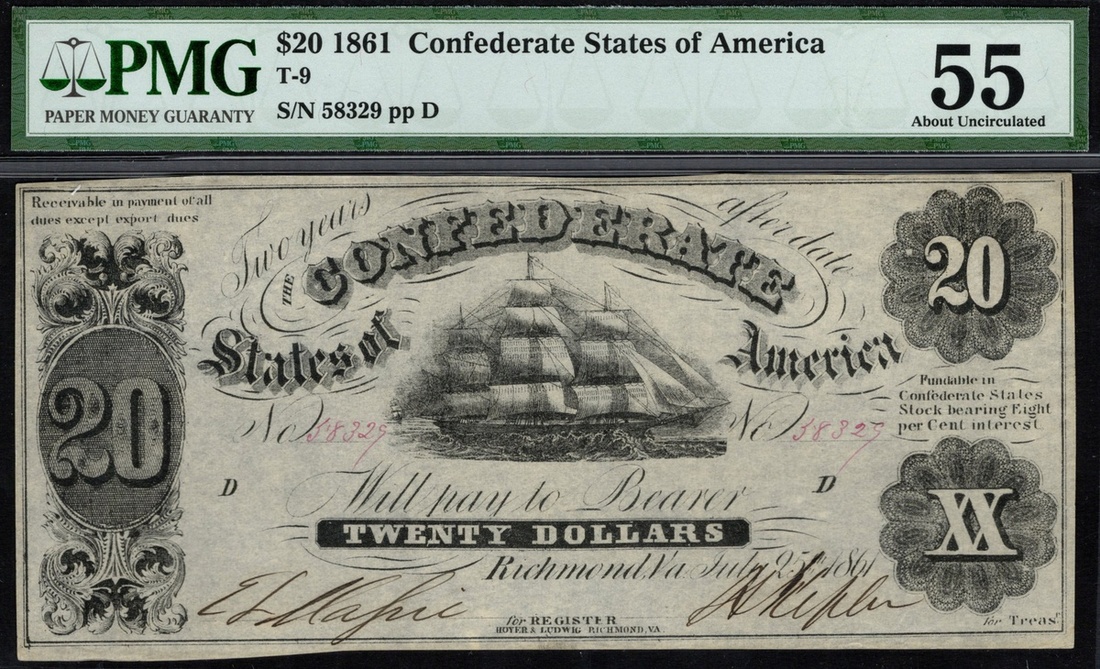 PMG
PAPER MONEY GUARANTY
$20 1861 Confederate States of America
T-9
S/N 58329 pp D
55
About Uncirculated
Receivable in payment of all
dues except export dues
Two years after date
THE CONFEDERATE
States of America
20
20
Fundable in
Confederate States
Stock bearing Eight
per Cent interest
No 58329 No 58329
D D
Will pay to Bearer
TWENTY DOLLARS
XX
Richmond, Va July 25th 1861
for REGISTER
HOYER & LUDWIG RICHMOND, VA
for Treasr